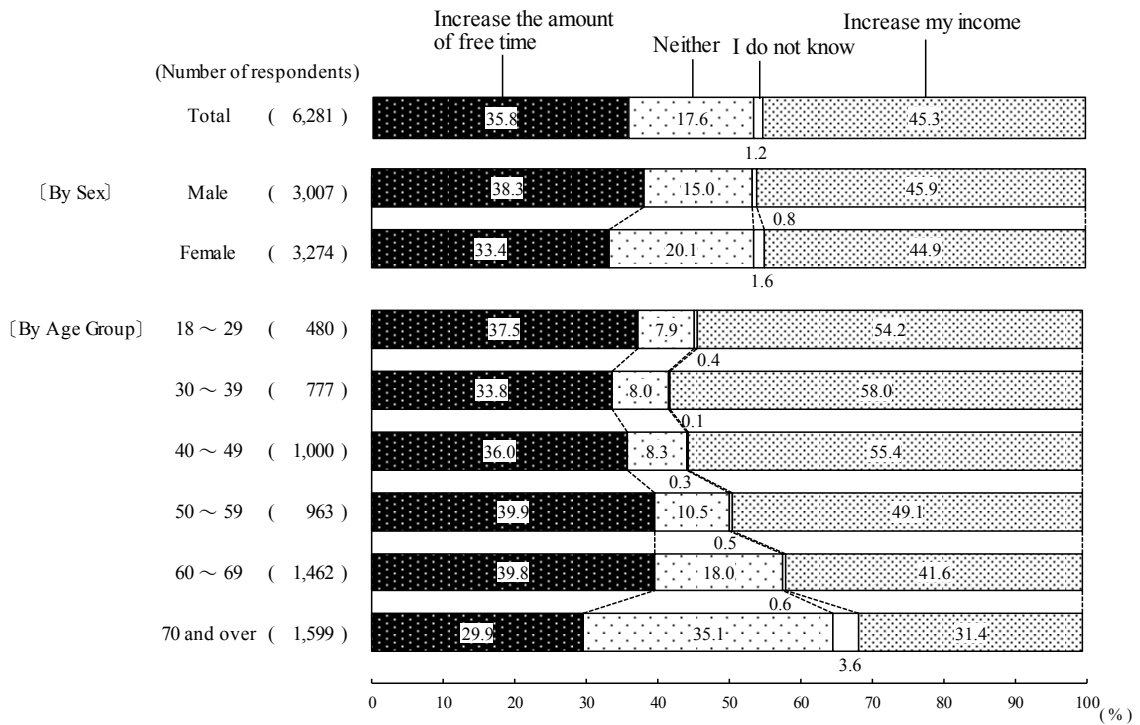 Increase the amount
of free time
Neither
I do not know
Increase my income
(Number of respondents)
Total ( 6,281 ) 35.8 17.6 45.3
1.2
〔By Sex〕 Male ( 3,007 ) 38.3 15.0 45.9
0.8
Female ( 3,274 ) 33.4 20.1 44.9
1.6
〔By Age Group〕 18 ～ 29 ( 480 ) 37.5 7.9 54.2
0.4
30 ～ 39 ( 777 ) 33.8 8.0 58.0
0.1
40 ～ 49 ( 1,000 ) 36.0 8.3 55.4
0.3
50 ～ 59 ( 963 ) 39.9 10.5 49.1
0.5
60 ～ 69 ( 1,462 ) 39.8 18.0 41.6
0.6
70 and over ( 1,599 ) 29.9 35.1 31.4
3.6
0 10 20 30 40 50 60 70 80 90 100
(%)